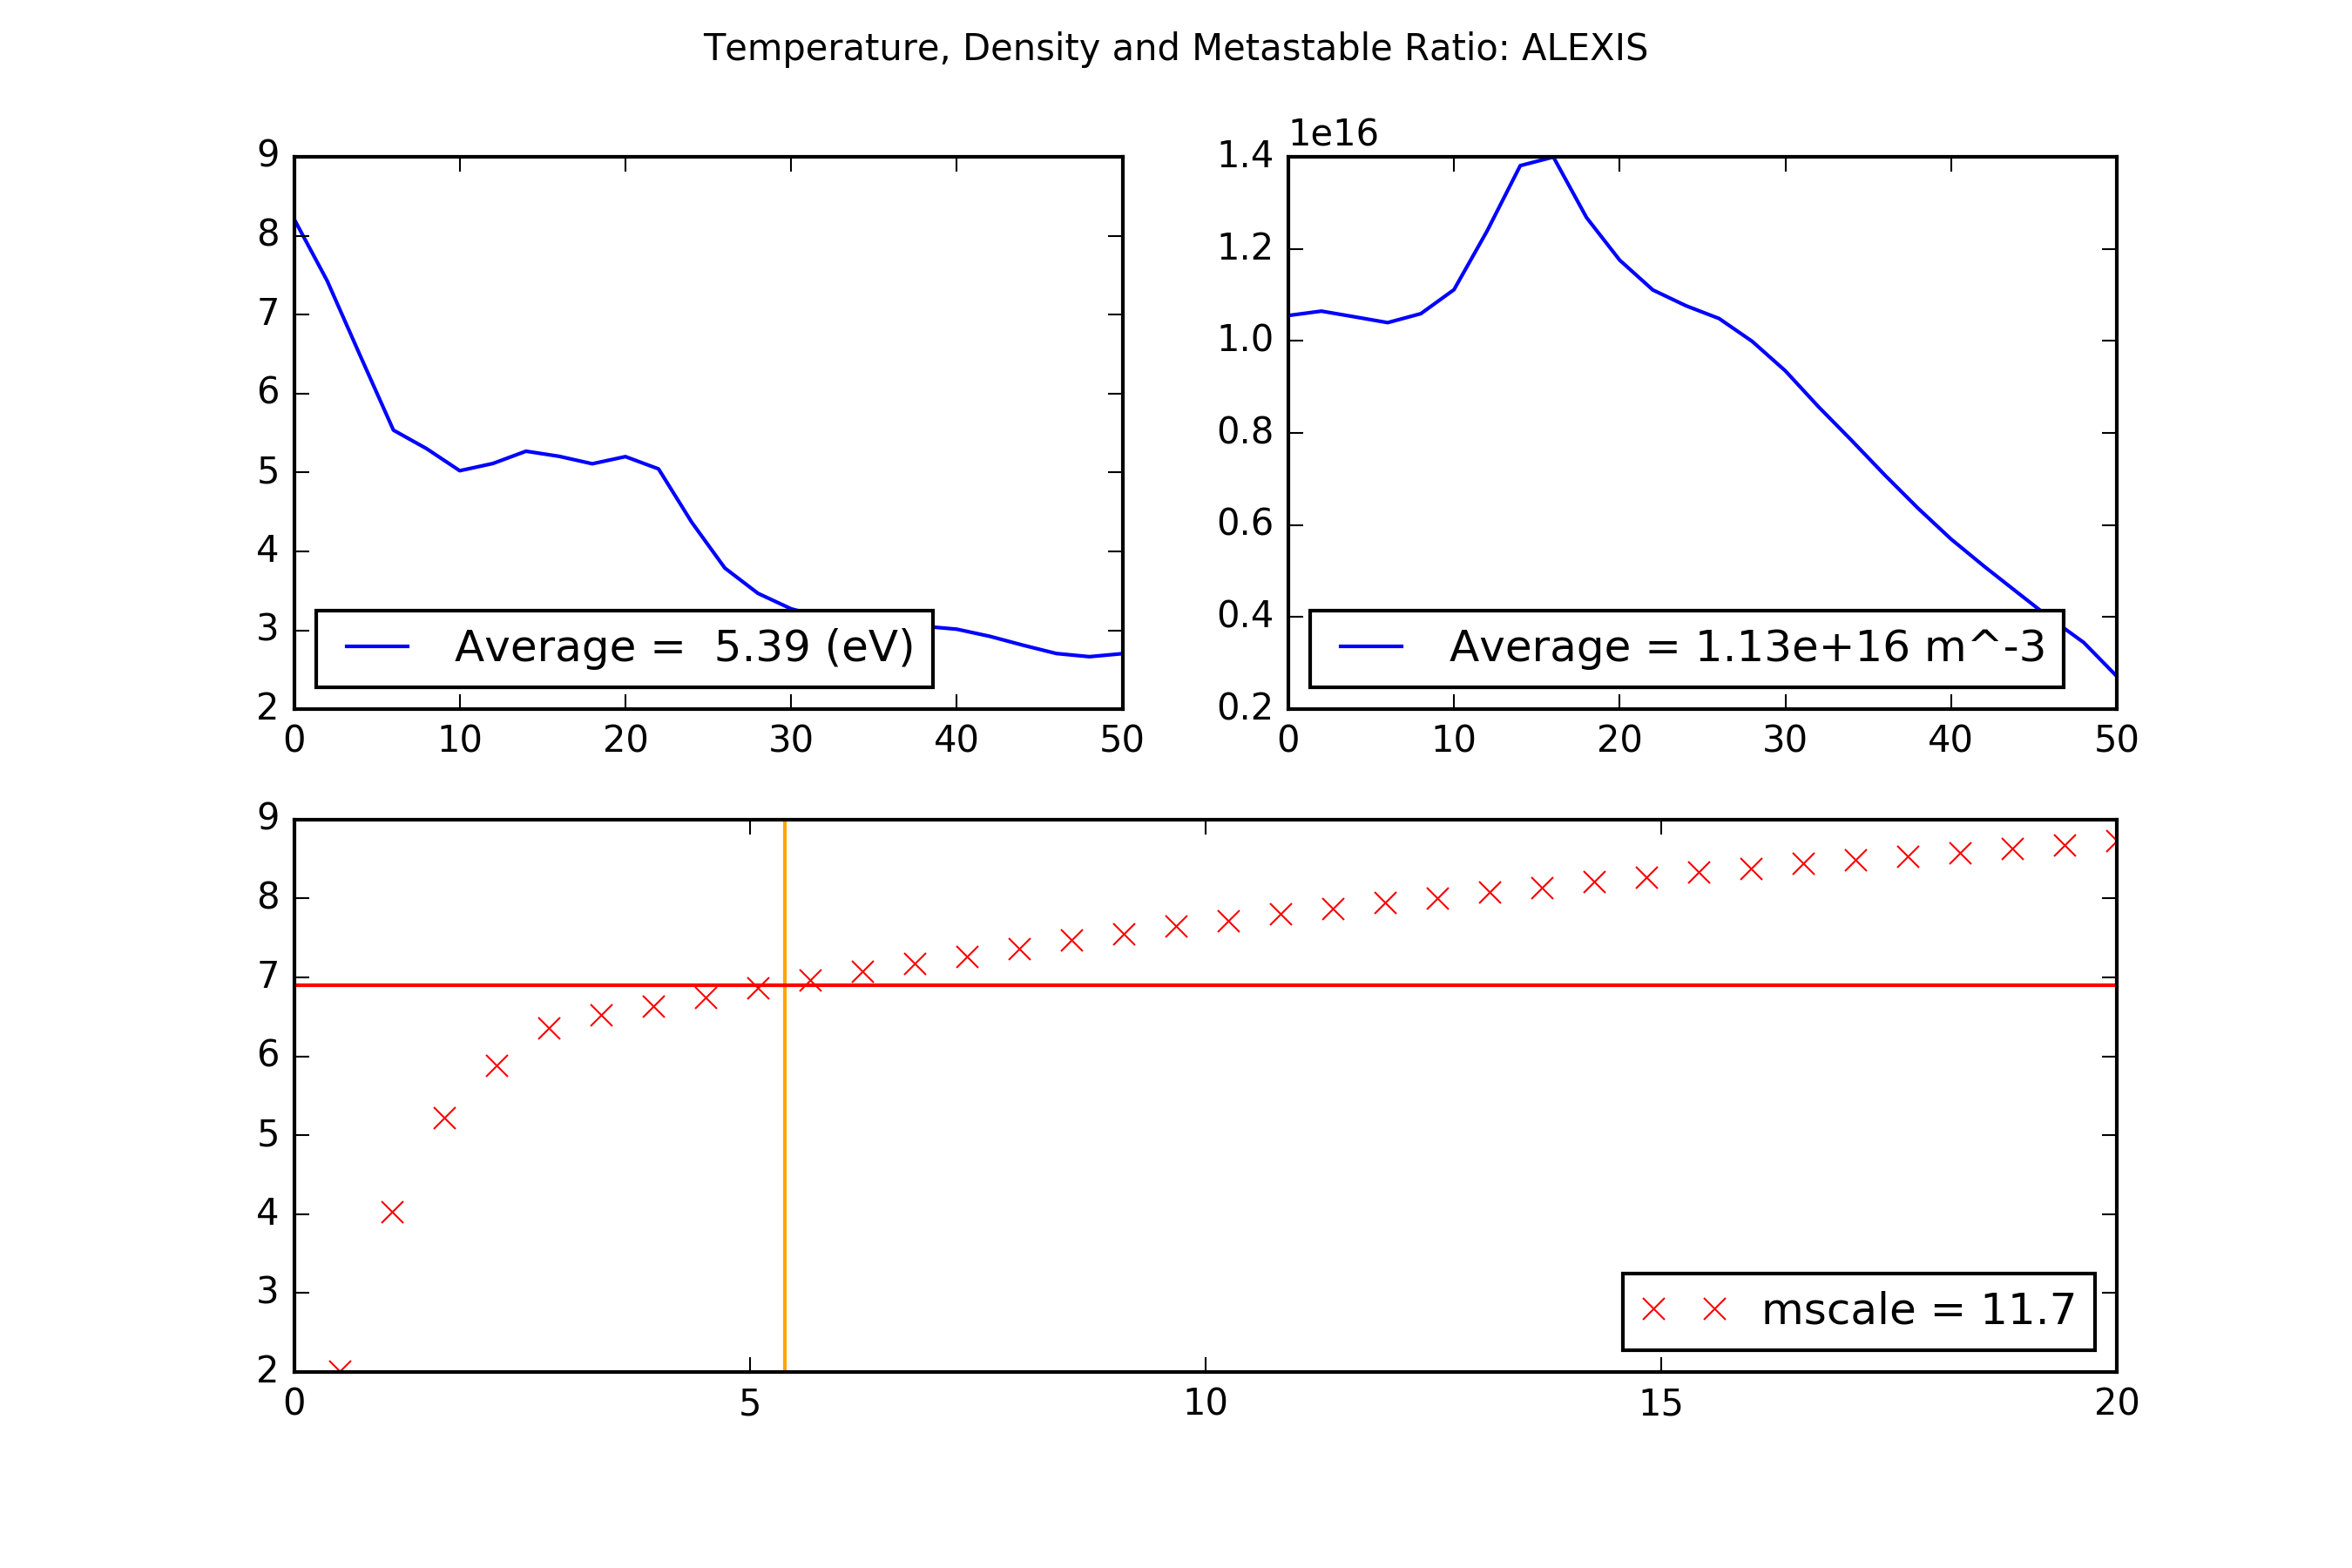 Temperature, Density and Metastable Ratio: ALEXIS
9
8
7
6
5
4
3
2
0 10 20 30 40 50
Average =  5.39 (eV)
1e16
1.4
1.2
1.0
0.8
0.6
0.4
0.2
0 10 20 30 40 50
Average = 1.13e+16 m^-3
9
8
7
6
5
4
3
2
0 5 10 15 20
mscale = 11.7